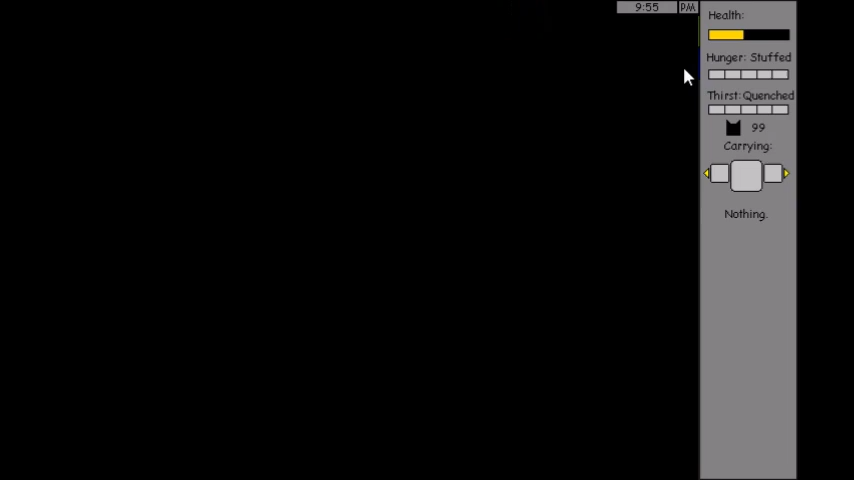 9:55 PM
Health:
Hunger: Stuffed
Thirst: Quenched
99
Carrying:
Nothing.